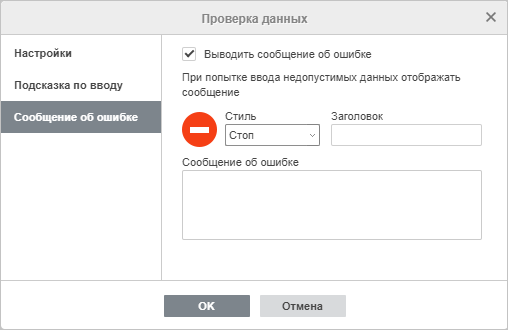 Проверка данных
Настройки
Подсказка по вводу
Сообщение об ошибке
Выводить сообщение об ошибке
При попытке ввода недопустимых данных отображать
сообщение
Стиль
Заголовок
Стоп
Сообщение об ошибке
OK
Отмена